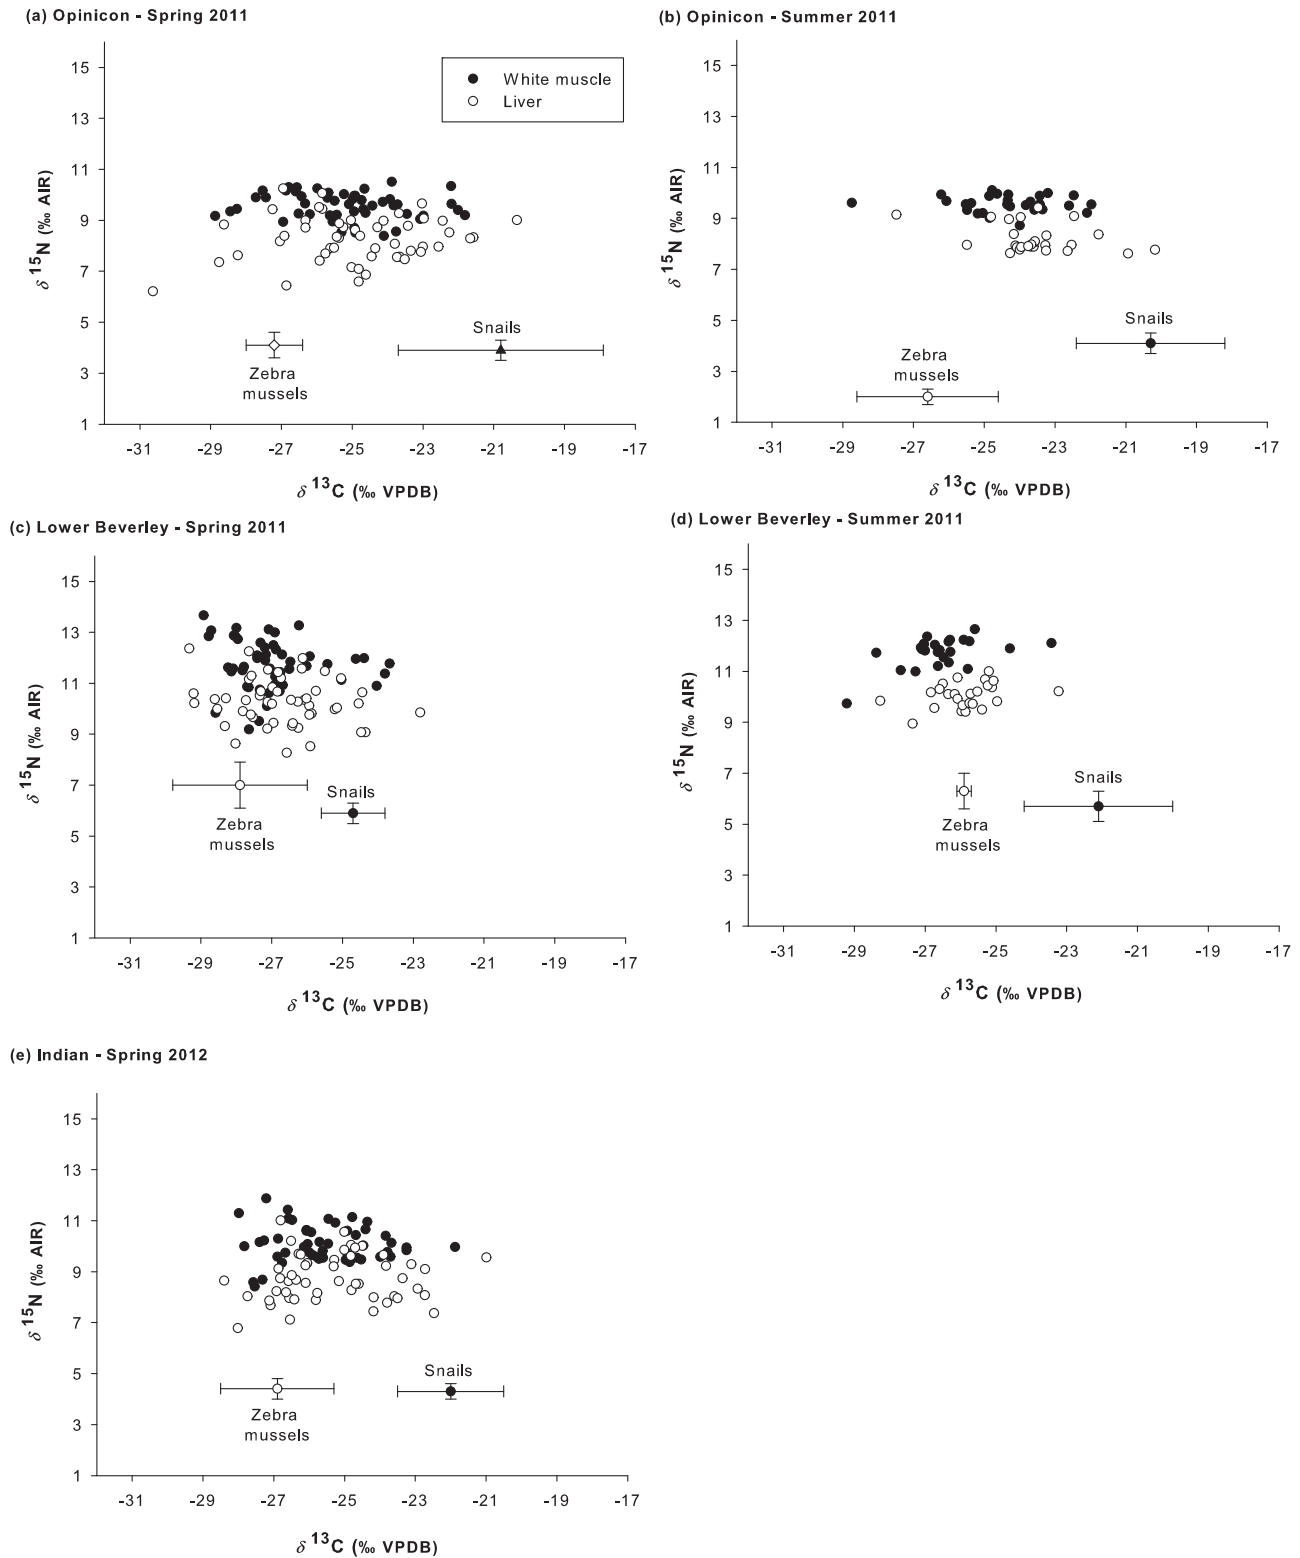 (a) Opinicon - Spring 2011
15
13
11
9
7
5
3
1
δ 15N (‰ AIR)
White muscle
Liver
Snails
Zebra
mussels
-31 -29 -27 -25 -23 -21 -19 -17
δ 13C (‰ VPDB)
(b) Opinicon - Summer 2011
15
13
11
9
7
5
3
1
δ 15N (‰ AIR)
Snails
Zebra
mussels
-31 -29 -27 -25 -23 -21 -19 -17
δ 13C (‰ VPDB)
(c) Lower Beverley - Spring 2011
15
13
11
9
7
5
3
1
δ 15N (‰ AIR)
Snails
Zebra
mussels
-31 -29 -27 -25 -23 -21 -19 -17
δ 13C (‰ VPDB)
(d) Lower Beverley - Summer 2011
15
13
11
9
7
5
3
1
δ 15N (‰ AIR)
Snails
Zebra
mussels
-31 -29 -27 -25 -23 -21 -19 -17
δ 13C (‰ VPDB)
(e) Indian - Spring 2012
15
13
11
9
7
5
3
1
δ 15N (‰ AIR)
Snails
Zebra
mussels
-31 -29 -27 -25 -23 -21 -19 -17
δ 13C (‰ VPDB)